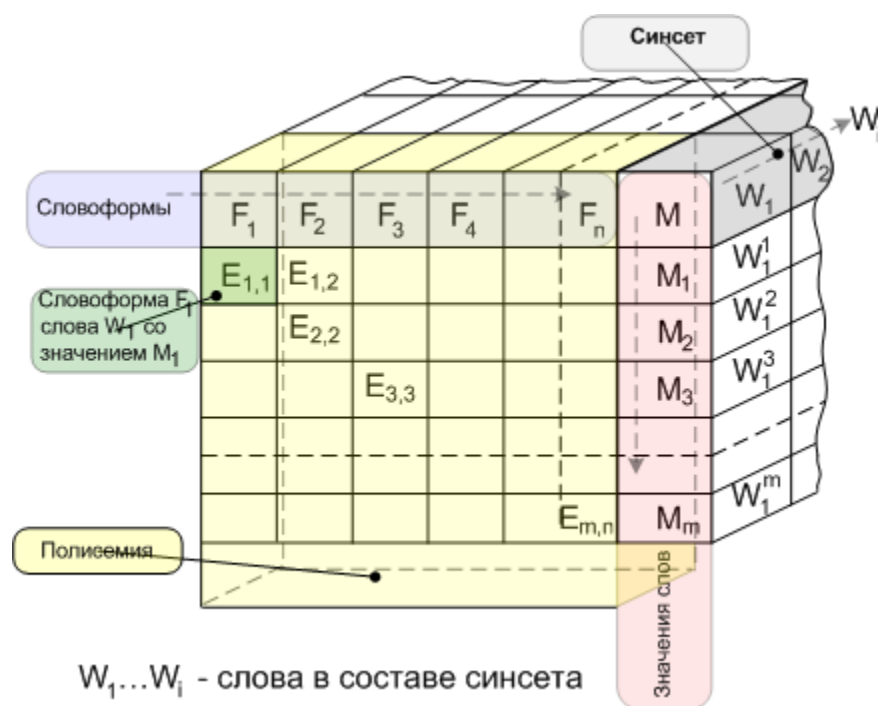 Синсет
W
Словоформы F₁ F₂ F₃ F₄ Fₙ M W₁ W₂
E₁,₁ E₁,₂ M₁ W₁¹
Словоформа F₁
слова W₁ со
значением M₁
E₂,₂ M₂ W₁²
E₃,₃ M₃ W₁³
Eₘ,ₙ Mₘ W₁ᵐ
Полисемия
Значения слов
W₁...Wᵢ - слова в составе синсета